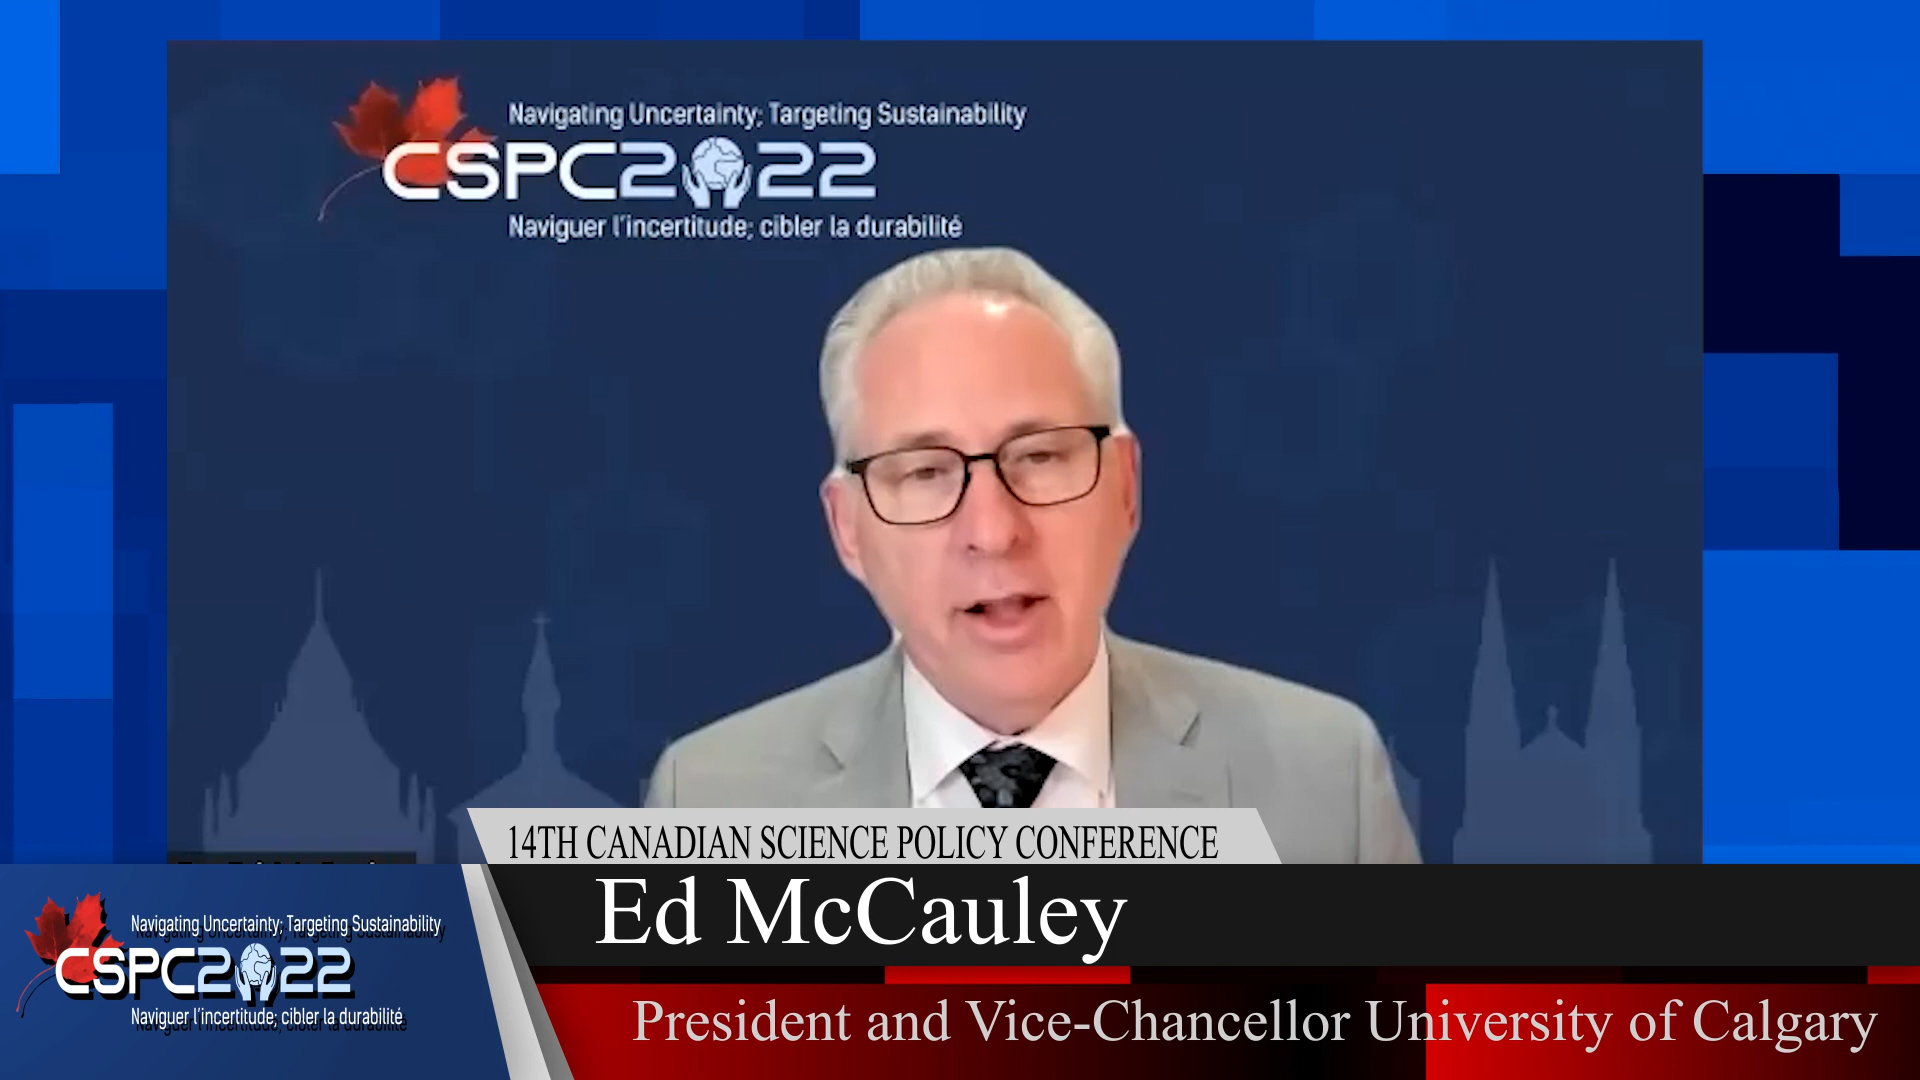 Navigating Uncertainty; Targeting Sustainability
CSPC2022
Naviguer l'incertitude; cibler la durabilité
14TH CANADIAN SCIENCE POLICY CONFERENCE
Ed McCauley
Navigating Uncertainty; Targeting Sustainability
CSPC2022
Naviguer l'incertitude; cibler la durabilité
President and Vice-Chancellor University of Calgary